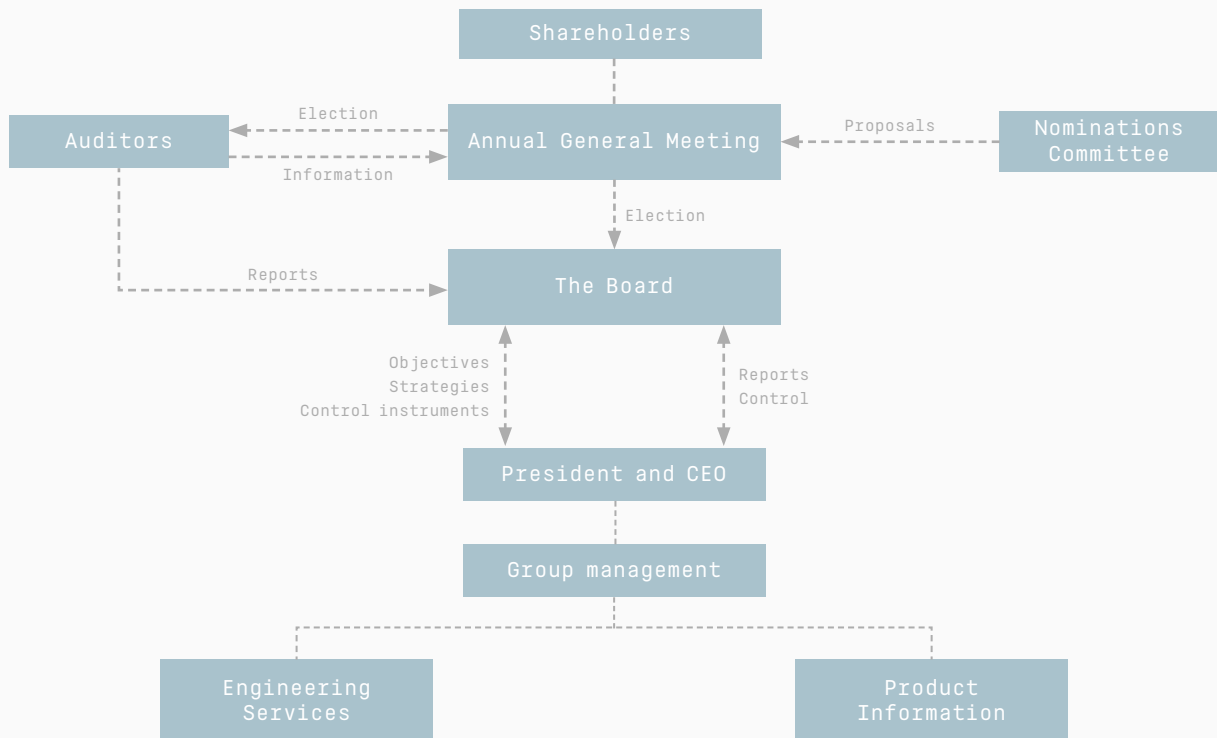 Shareholders
Election
Auditors
Annual General Meeting
Proposals
Nominations
Committee
Information
Election
Reports
The Board
Objectives
Strategies
Control instruments
Reports
Control
President and CEO
Group management
Engineering
Services
Product
Information